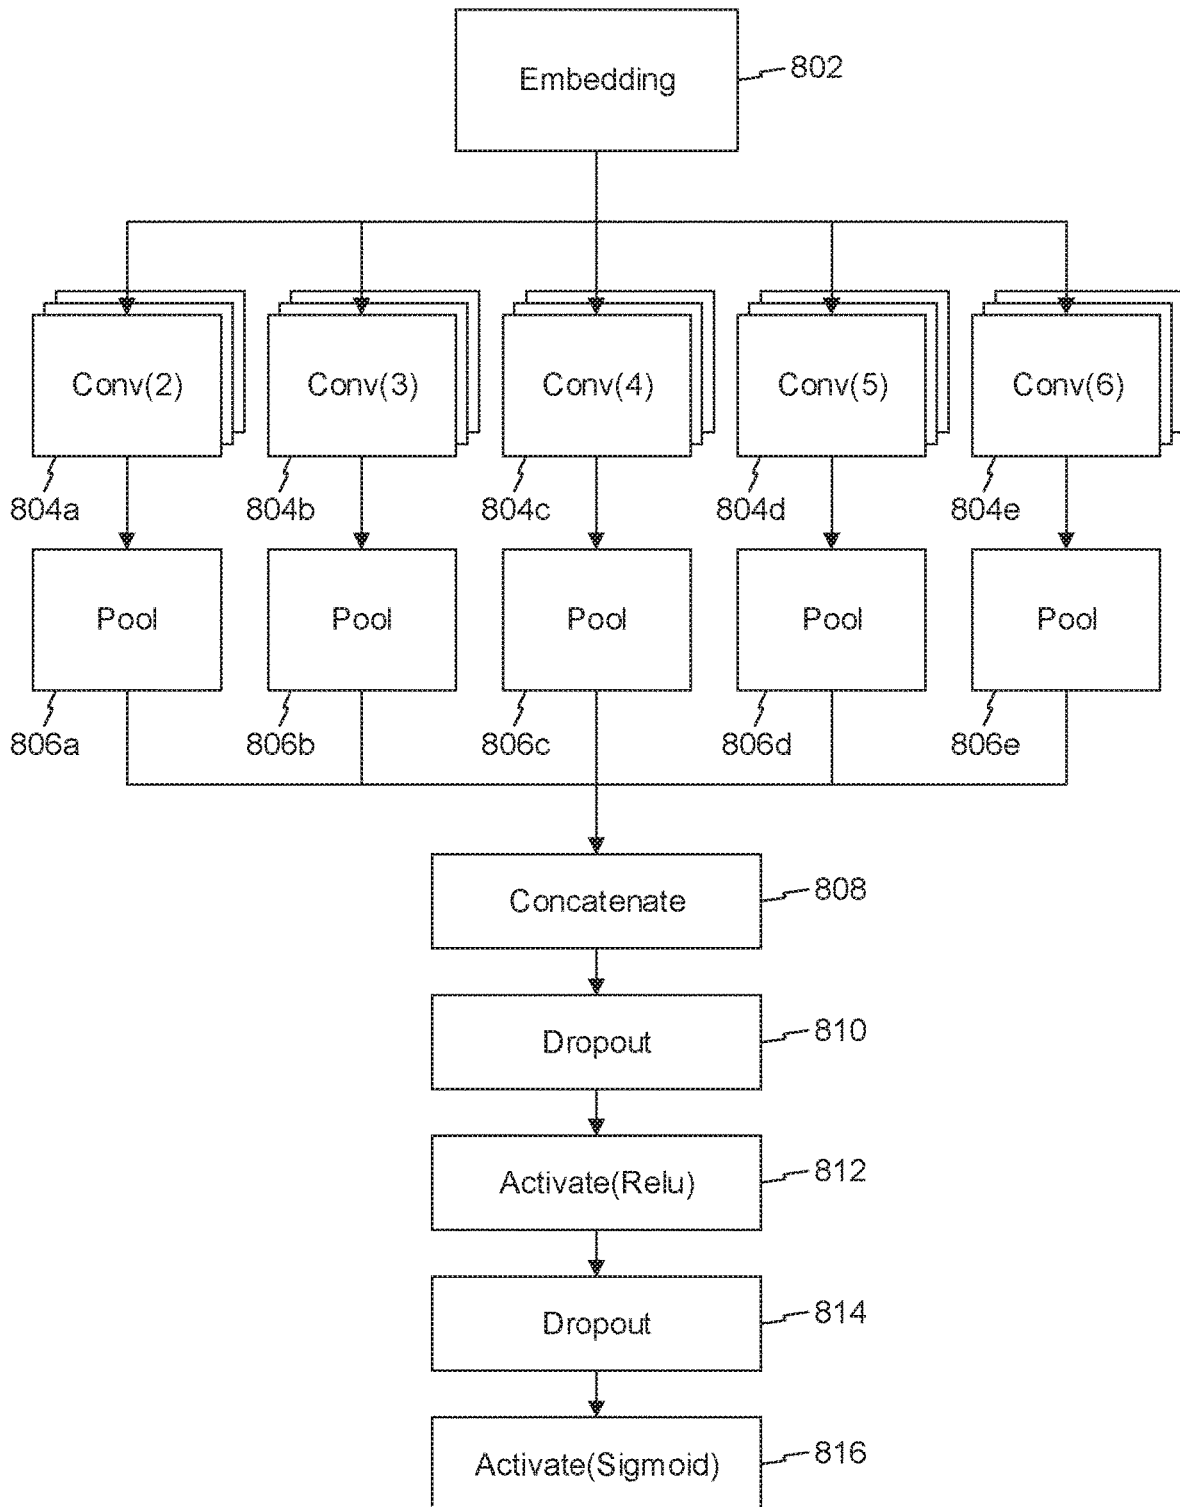 Embedding 802
Conv(2) Conv(3) Conv(4) Conv(5) Conv(6)
804a 804b 804c 804d 804e
Pool Pool Pool Pool Pool
806a 806b 806c 806d 806e
Concatenate 808
Dropout 810
Activate(Relu) 812
Dropout 814
Activate(Sigmoid) 816